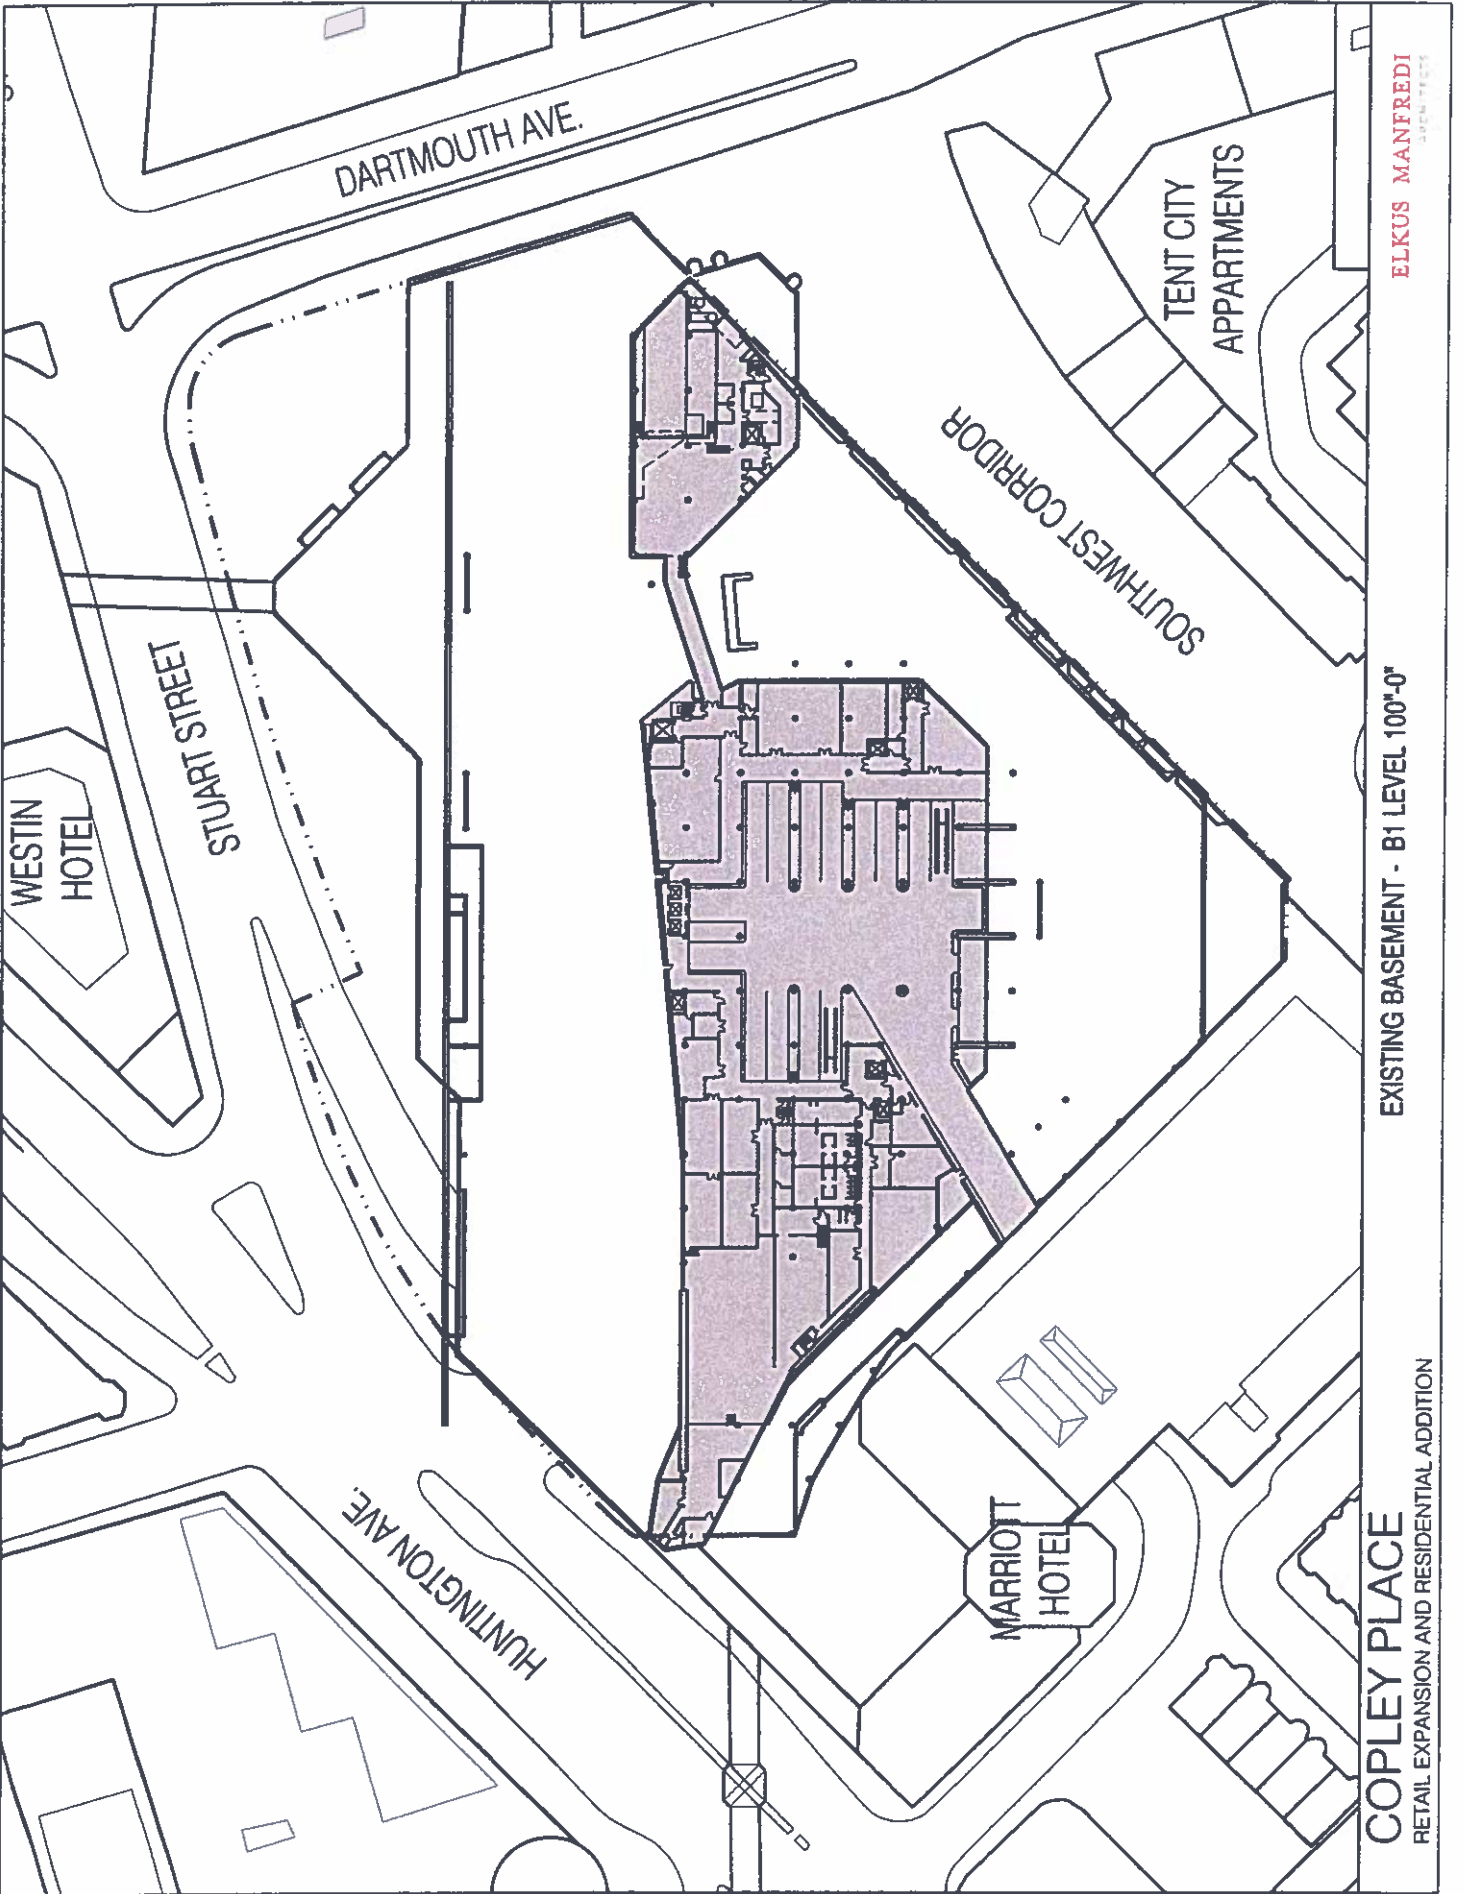 WESTIN
HOTEL
STUART STREET
DARTMOUTH AVE.
HUNTINGTON AVE.
SOUTHWEST CORRIDOR
TENT CITY
APPARTMENTS
MARRIOTT
HOTEL
COPLEY PLACE
RETAIL EXPANSION AND RESIDENTIAL ADDITION
EXISTING BASEMENT - B1 LEVEL 100"-0"
ELKUS MANFREDI
ARCHITECTS